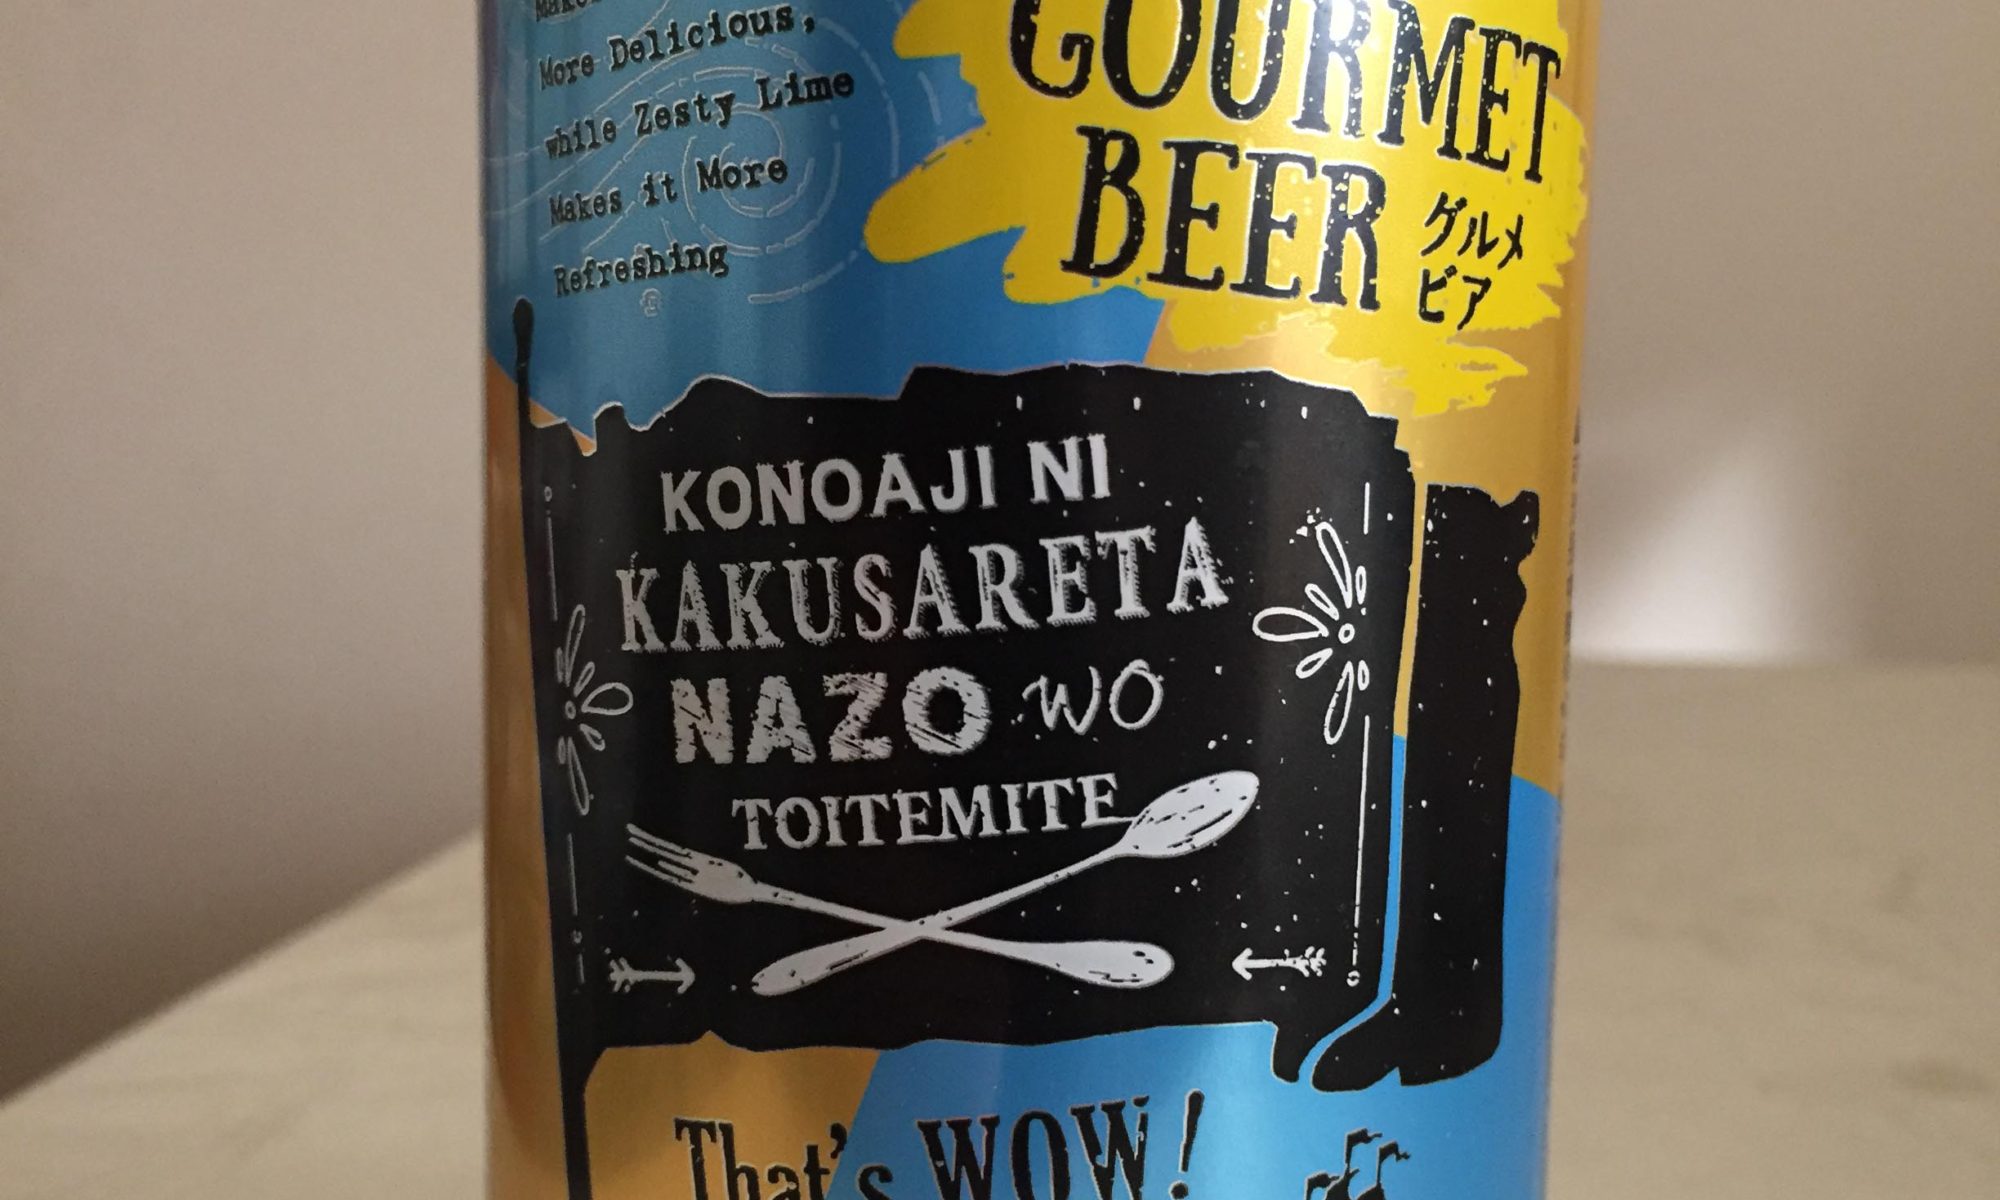 More Delicious,
while Zesty Lime
Makes it More
Refreshing
GOURMET
BEER
グルメ
ビア
KONOAJI NI
KAKUSARETA
NAZO WO
TOITEMITE
That's WOW!